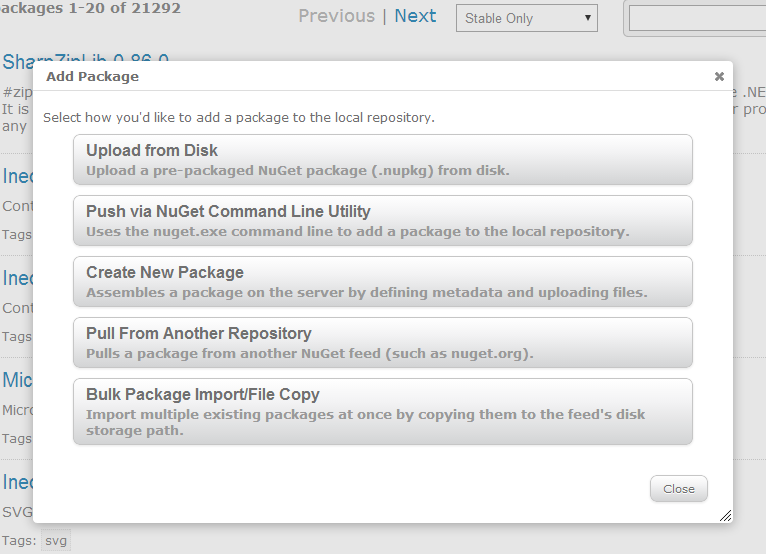 packages 1-20 of 21292
Previous | Next
Stable Only
SharpZipLib 0.86.0
Add Package
#zip
.NE
It is
pro
any
Select how you'd like to add a package to the local repository.
Upload from Disk
Upload a pre-packaged NuGet package (.nupkg) from disk.
Push via NuGet Command Line Utility
Uses the nuget.exe command line to add a package to the local repository.
Create New Package
Assembles a package on the server by defining metadata and uploading files.
Pull From Another Repository
Pulls a package from another NuGet feed (such as nuget.org).
Bulk Package Import/File Copy
Import multiple existing packages at once by copying them to the feed's disk
storage path.
Close
Ined
Cont
Tags
Ined
Cont
Tags
Mic
Micro
Tags
Ined
SVG
Tags: svg